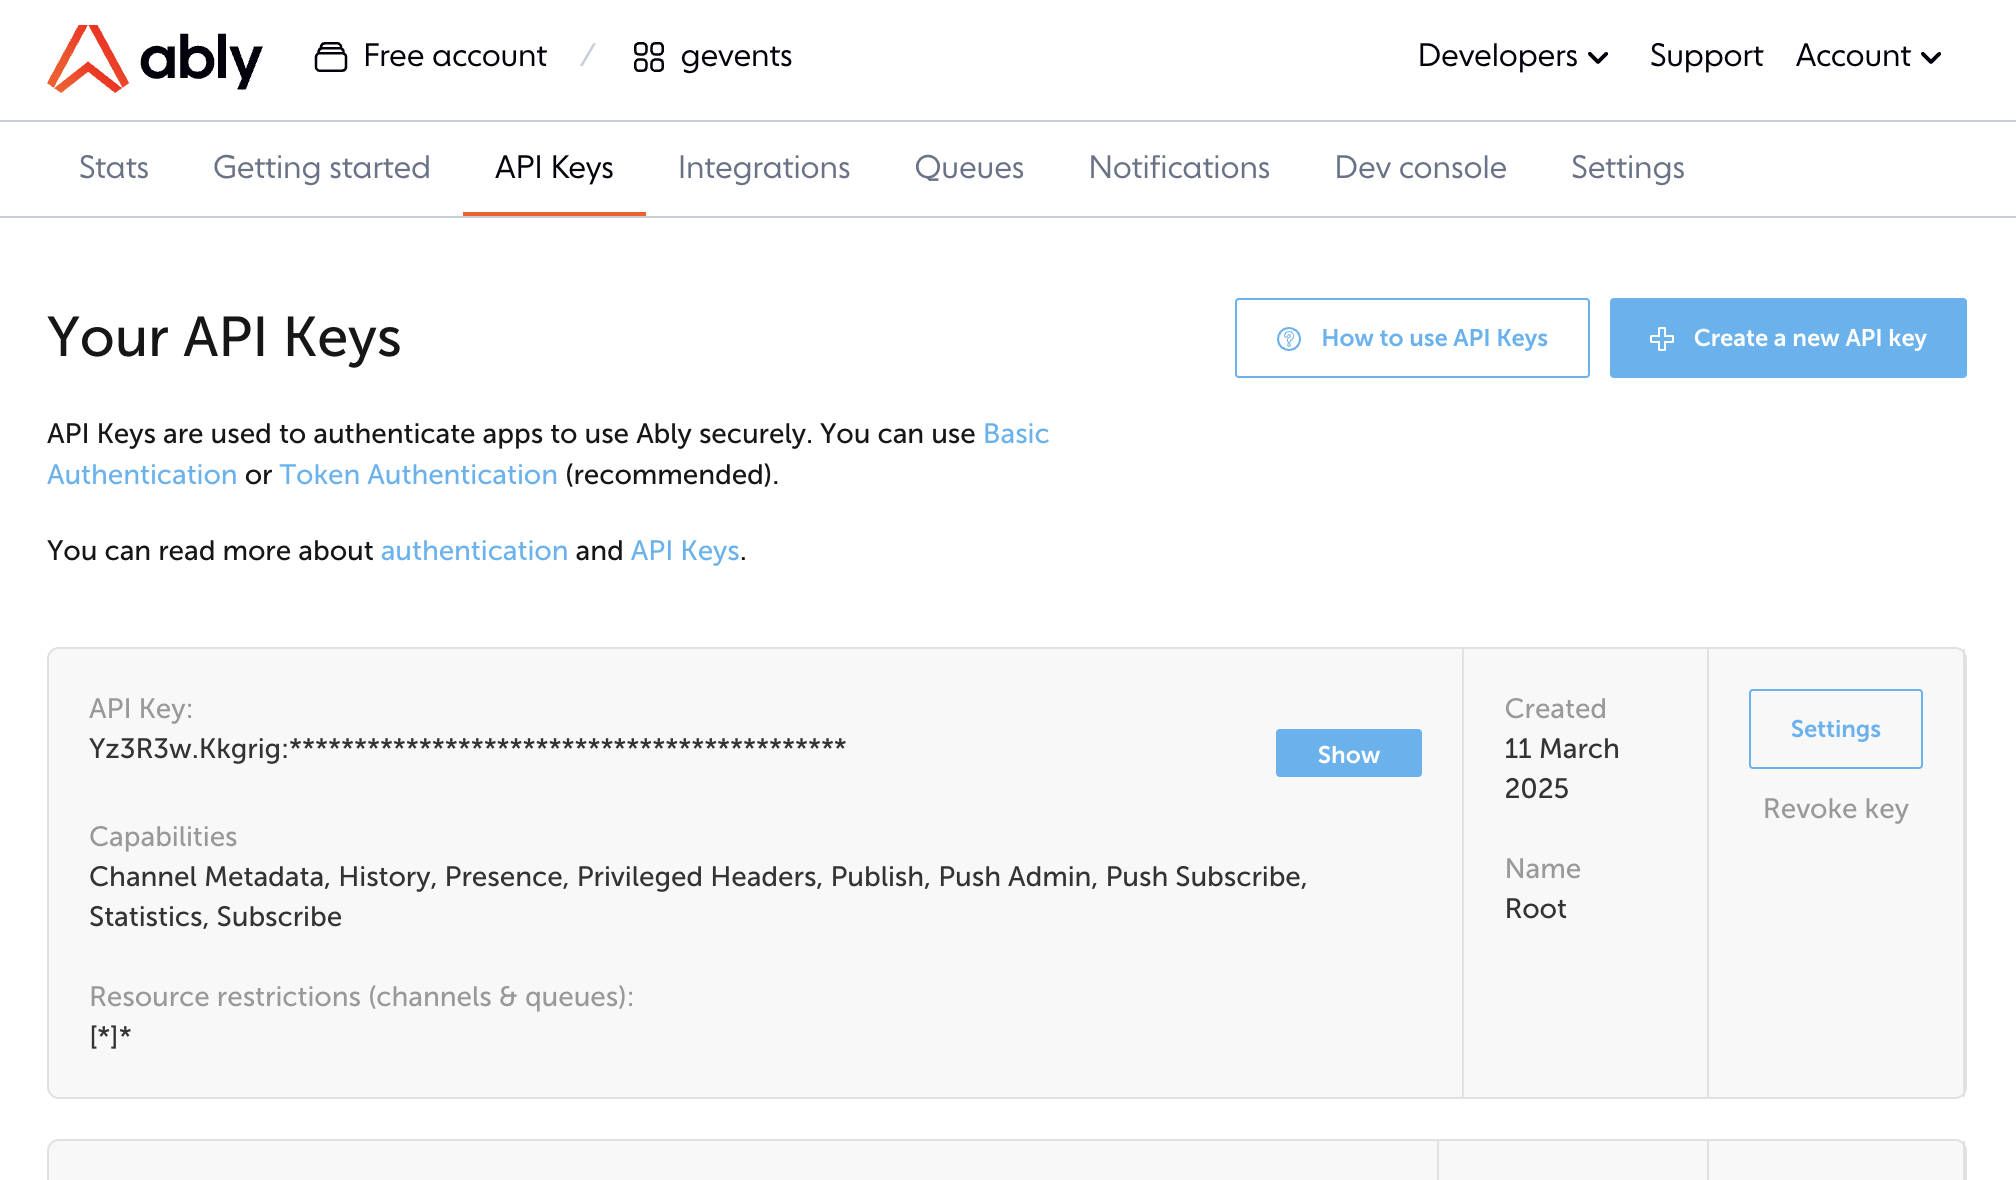 ably Free account / gevents Developers Support Account
Stats Getting started API Keys Integrations Queues Notifications Dev console Settings
Your API Keys
How to use API Keys
Create a new API key
API Keys are used to authenticate apps to use Ably securely. You can use Basic
Authentication or Token Authentication (recommended).
You can read more about authentication and API Keys.
API Key:
Yz3R3w.Kkgrig:*******************************************
Show
Capabilities
Channel Metadata, History, Presence, Privileged Headers, Publish, Push Admin, Push Subscribe,
Statistics, Subscribe
Resource restrictions (channels & queues):
[*]*
Created
11 March
2025
Name
Root
Settings
Revoke key